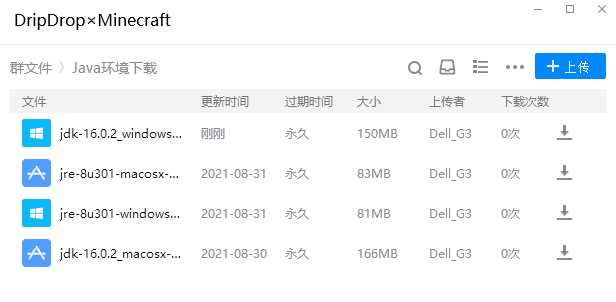 DripDrop×Minecraft
群文件 〉Java环境下载
上传
文件 更新时间 过期时间 大小 上传者 下载次数
jdk-16.0.2_windows... 刚刚 永久 150MB Dell_G3 0次
jre-8u301-macosx-... 2021-08-31 永久 83MB Dell_G3 0次
jre-8u301-windows... 2021-08-31 永久 81MB Dell_G3 0次
jdk-16.0.2_macosx-... 2021-08-30 永久 166MB Dell_G3 0次